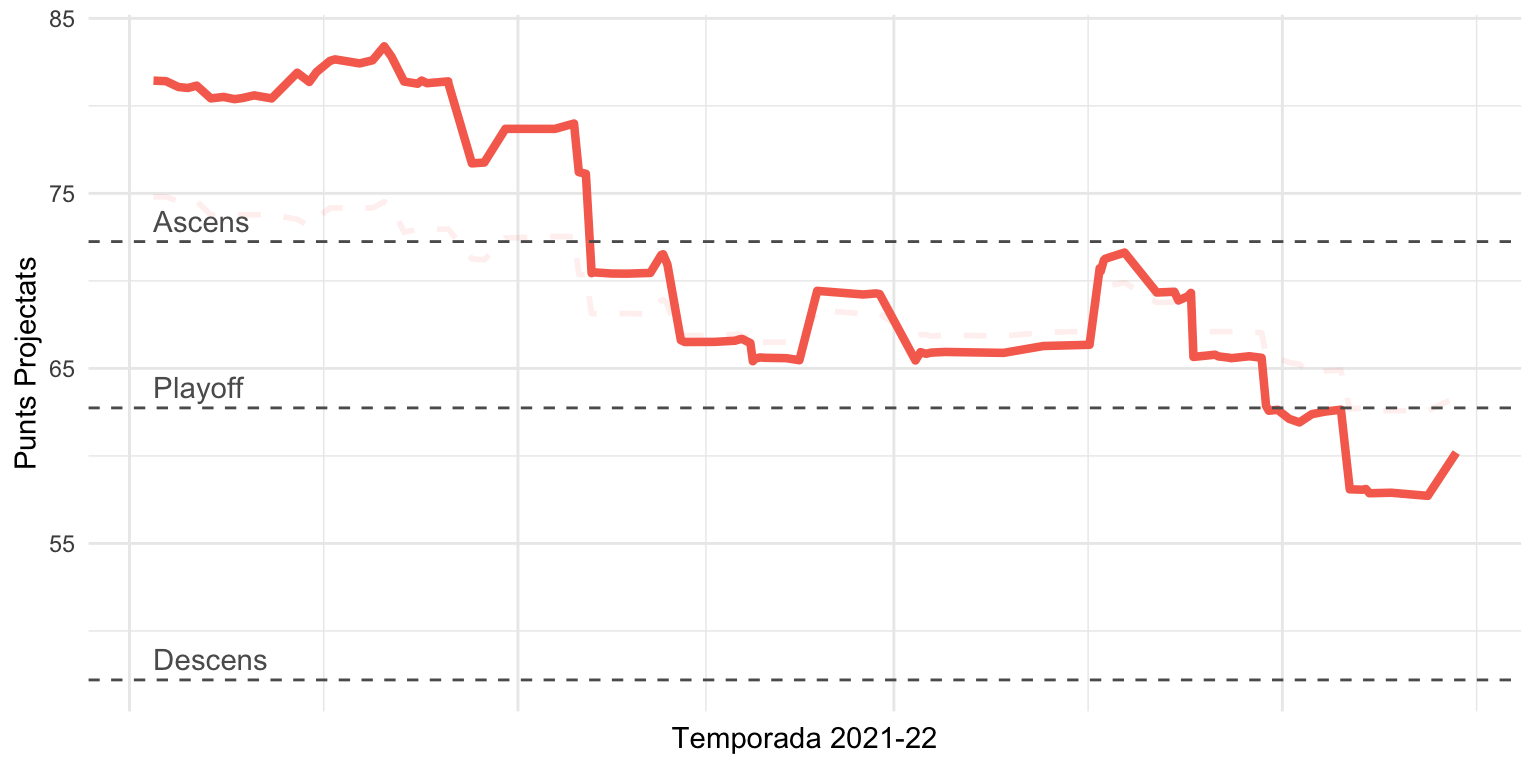 85
75
65
55
Punts Projectats
Ascens
Playoff
Descens
Temporada 2021-22